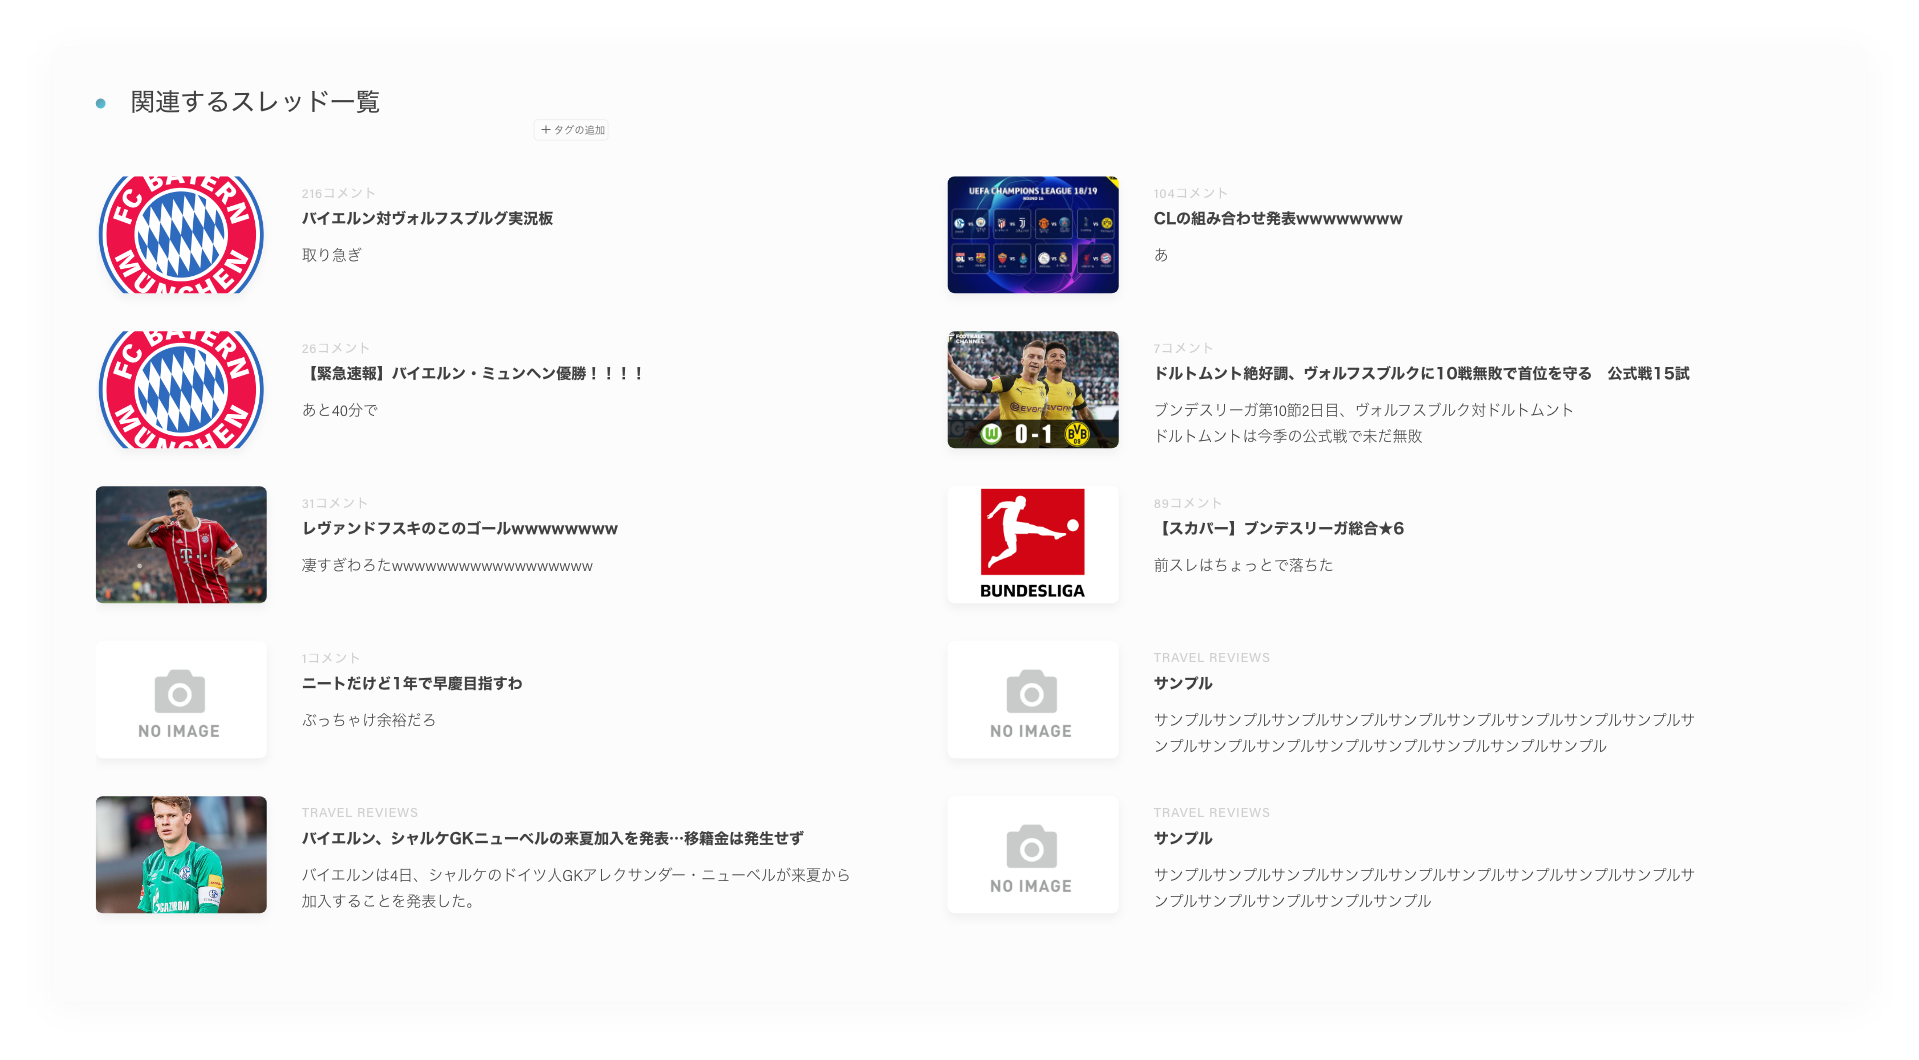 関連するスレッド一覧
+ タグの追加
FC BAYERN
MÜNCHEN
216コメント
バイエルン対ヴォルフスブルグ実況板
取り急ぎ
UEFA CHAMPIONS LEAGUE 18/19
ROUND 16
104コメント
CLの組み合わせ発表wwwwwwwww
あ
FC BAYERN
MÜNCHEN
26コメント
【緊急速報】バイエルン・ミュンヘン優勝！！！！
あと40分で
FOOTBALL
CHANNEL
EVONIK
W 0-1 BVB 09
7コメント
ドルトムント絶好調、ヴォルフスブルクに10戦無敗で首位を守る　公式戦15試
ブンデスリーガ第10節2日目、ヴォルフスブルク対ドルトムント
ドルトムントは今季の公式戦で未だ無敗
31コメント
レヴァンドフスキのこのゴールwwwwwwwww
凄すぎわろたwwwwwwwwwwwwwwwwww
BUNDESLIGA
89コメント
【スカパー】ブンデスリーガ総合★6
前スレはちょっとで落ちた
NO IMAGE
1コメント
ニートだけど1年で早慶目指すわ
ぶっちゃけ余裕だろ
NO IMAGE
TRAVEL REVIEWS
サンプル
サンプルサンプルサンプルサンプルサンプルサンプルサンプルサンプルサンプルサ
ンプルサンプルサンプルサンプルサンプルサンプルサンプルサンプル
GAZPROM
TRAVEL REVIEWS
バイエルン、シャルケGKニューベルの来夏加入を発表…移籍金は発生せず
バイエルンは4日、シャルケのドイツ人GKアレクサンダー・ニューベルが来夏から
加入することを発表した。
NO IMAGE
TRAVEL REVIEWS
サンプル
サンプルサンプルサンプルサンプルサンプルサンプルサンプルサンプルサンプルサ
ンプルサンプルサンプルサンプルサンプル